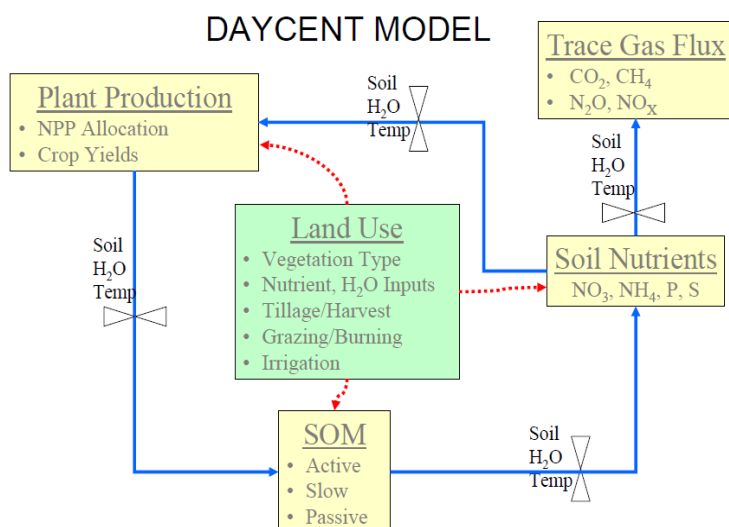 DAYCENT MODEL
Plant Production
• NPP Allocation
• Crop Yields
Soil
H₂O
Temp
Trace Gas Flux
• CO₂, CH₄
• N₂O, NOₓ
Soil
H₂O
Temp
Land Use
• Vegetation Type
• Nutrient, H₂O Inputs
• Tillage/Harvest
• Grazing/Burning
• Irrigation
Soil
H₂O
Temp
Soil Nutrients
NO₃, NH₄, P, S
SOM
• Active
• Slow
• Passive
Soil
H₂O
Temp